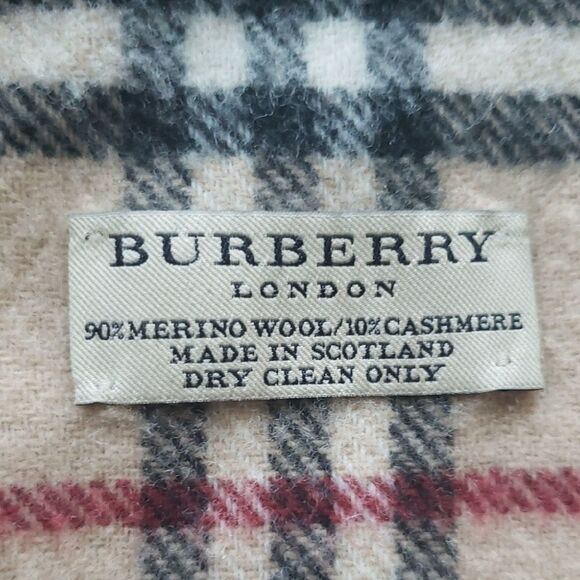 BURBERRY
LONDON
90% MERINO WOOL/10% CASHMERE
MADE IN SCOTLAND
DRY CLEAN ONLY